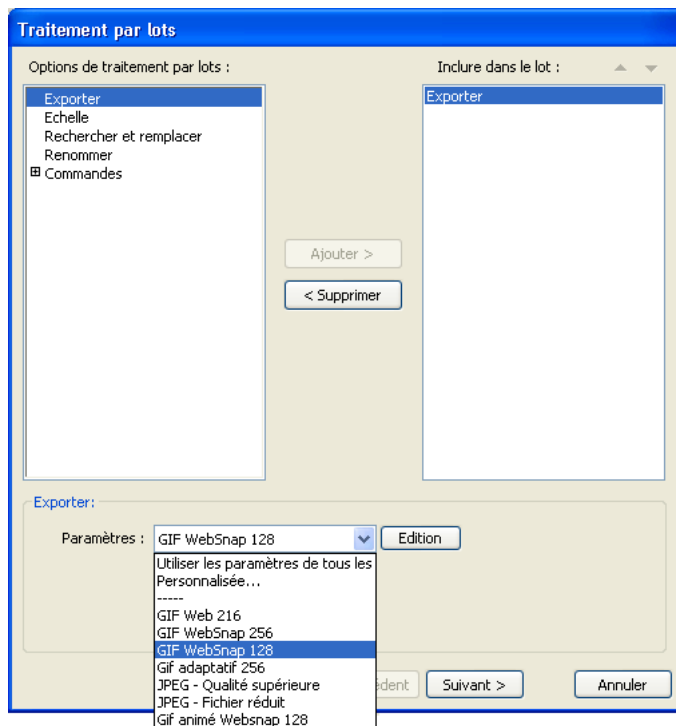 Traitement par lots
Options de traitement par lots :
Inclure dans le lot :
Exporter
Echelle
Rechercher et remplacer
Renommer
Commandes
Exporter
Ajouter >
< Supprimer
Exporter:
Paramètres :
GIF WebSnap 128
Edition
Utiliser les paramètres de tous les
Personnalisée...
-----
GIF Web 216
GIF WebSnap 256
GIF WebSnap 128
Gif adaptatif 256
JPEG - Qualité supérieure
JPEG - Fichier réduit
Gif animé Websnap 128
Suivant >
Annuler